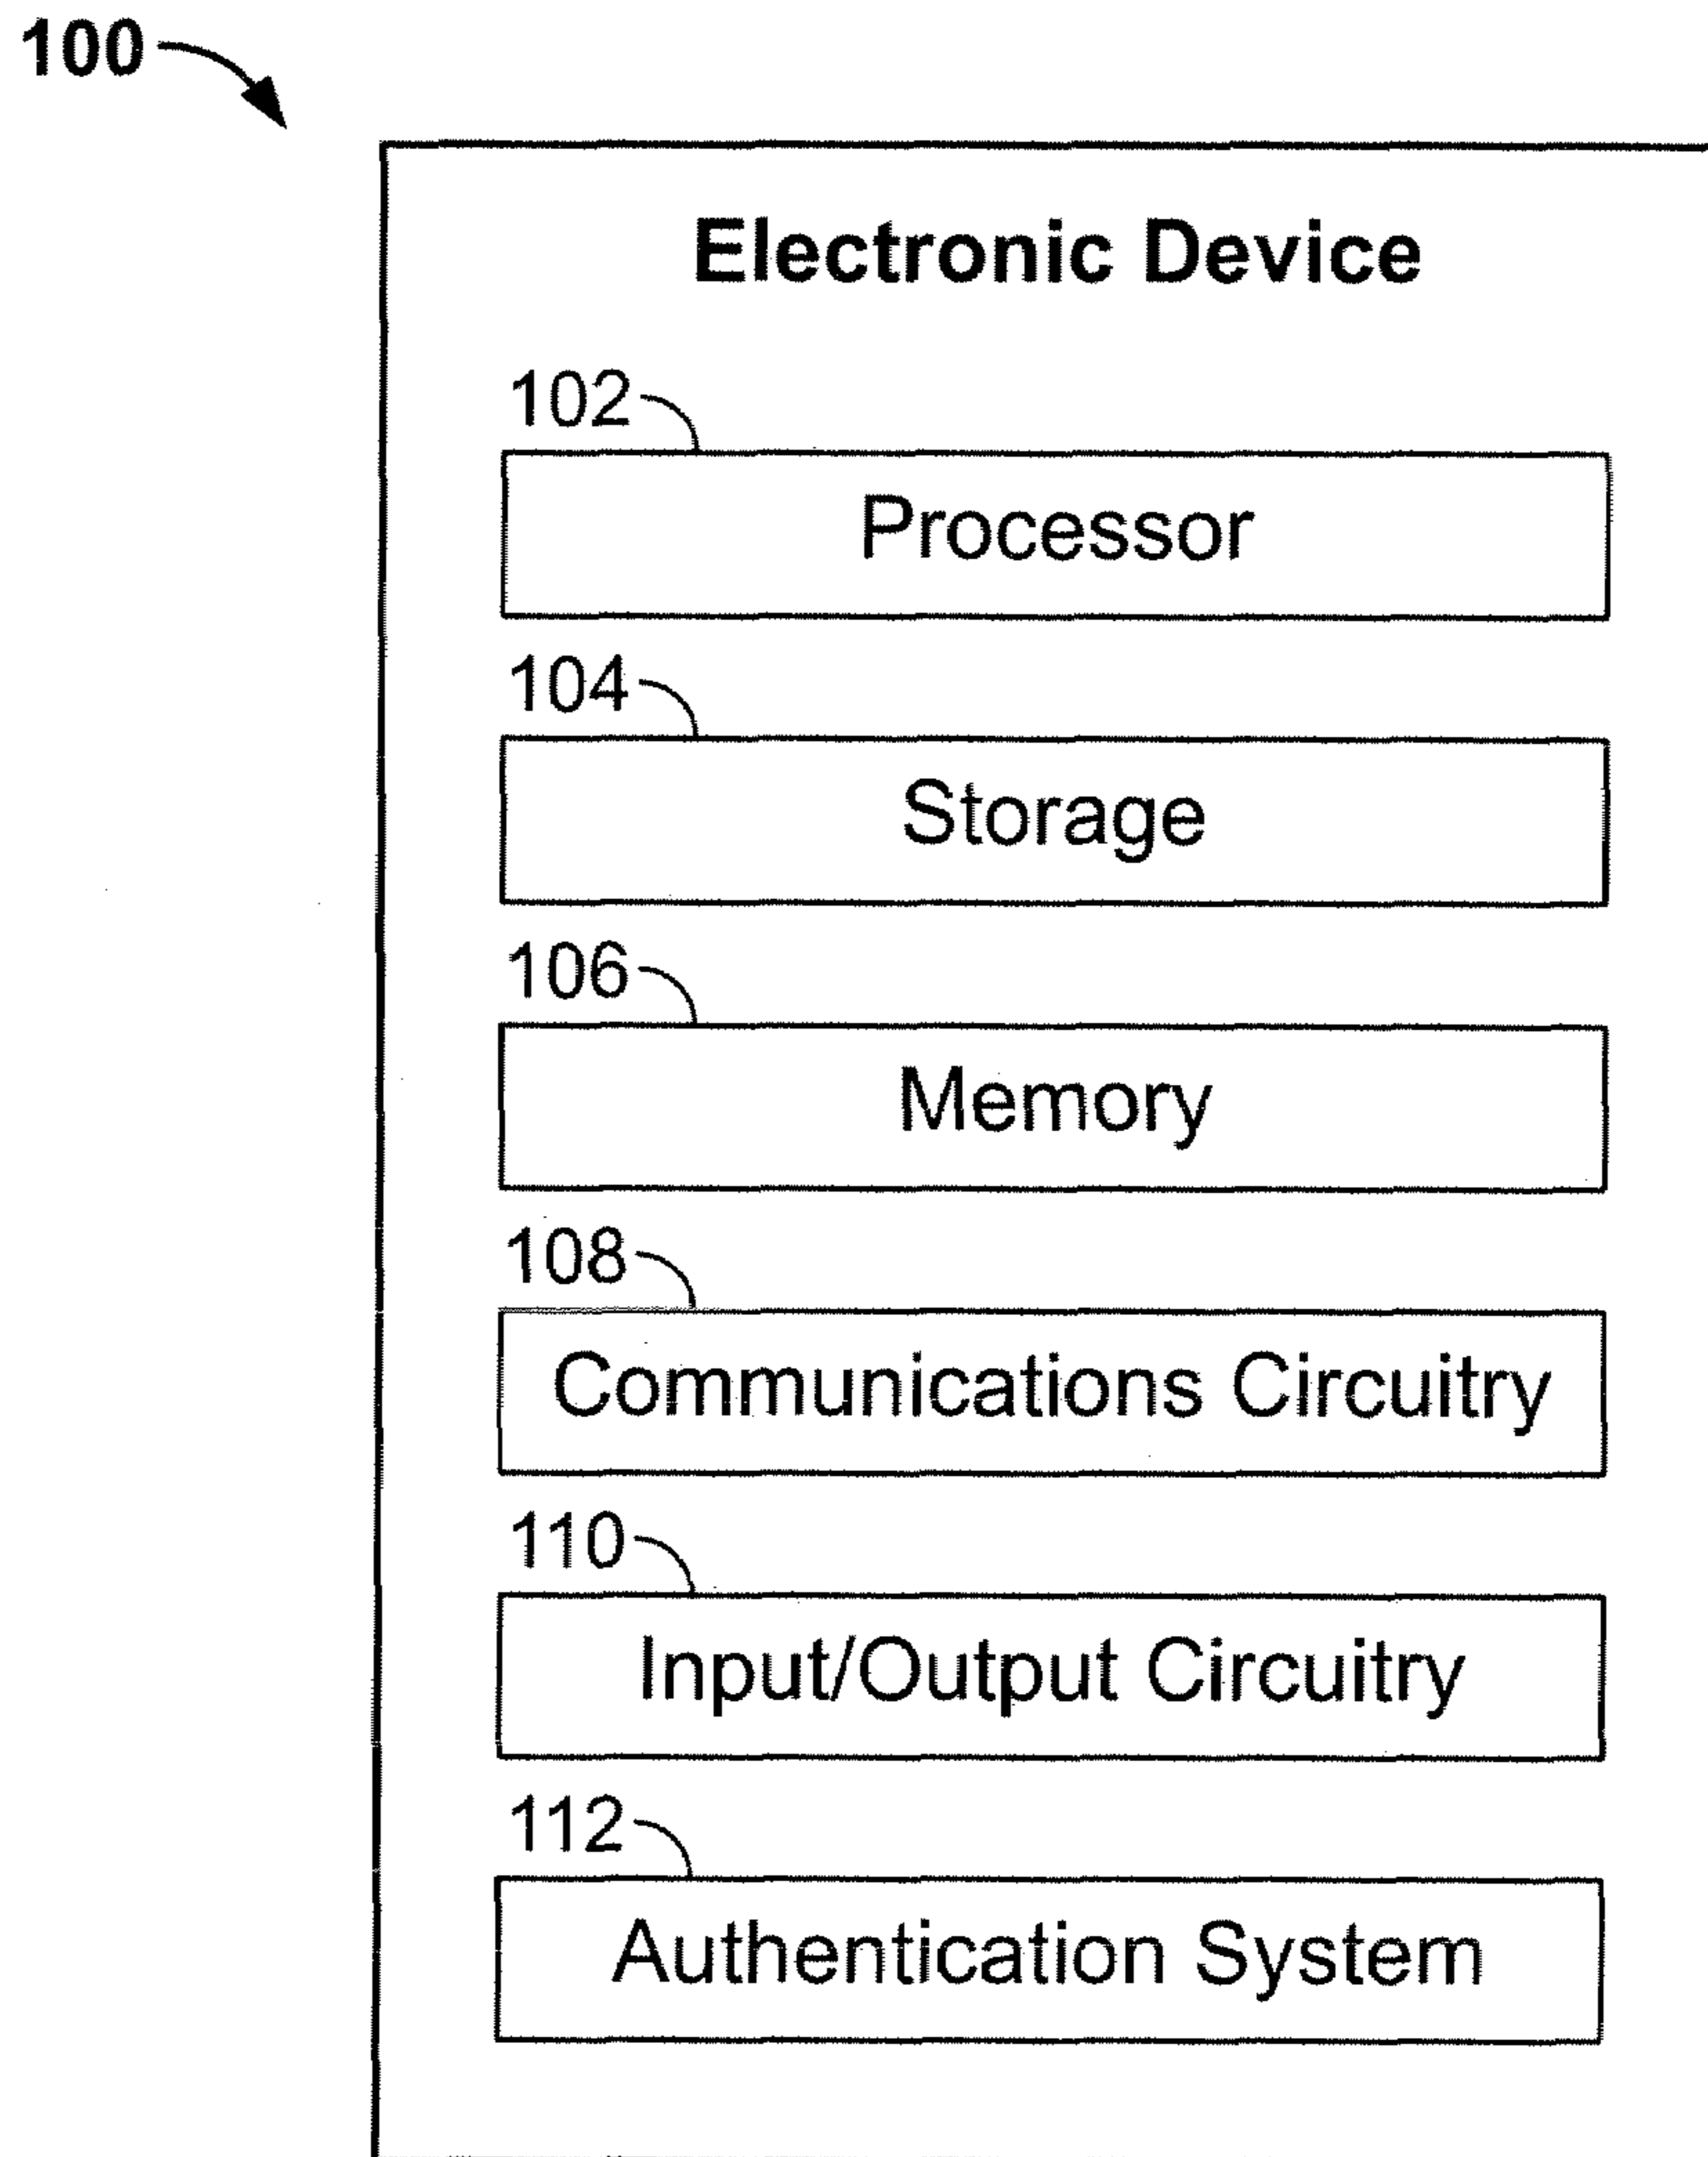 100
Electronic Device
102
Processor
104
Storage
106
Memory
108
Communications Circuitry
110
Input/Output Circuitry
112
Authentication System